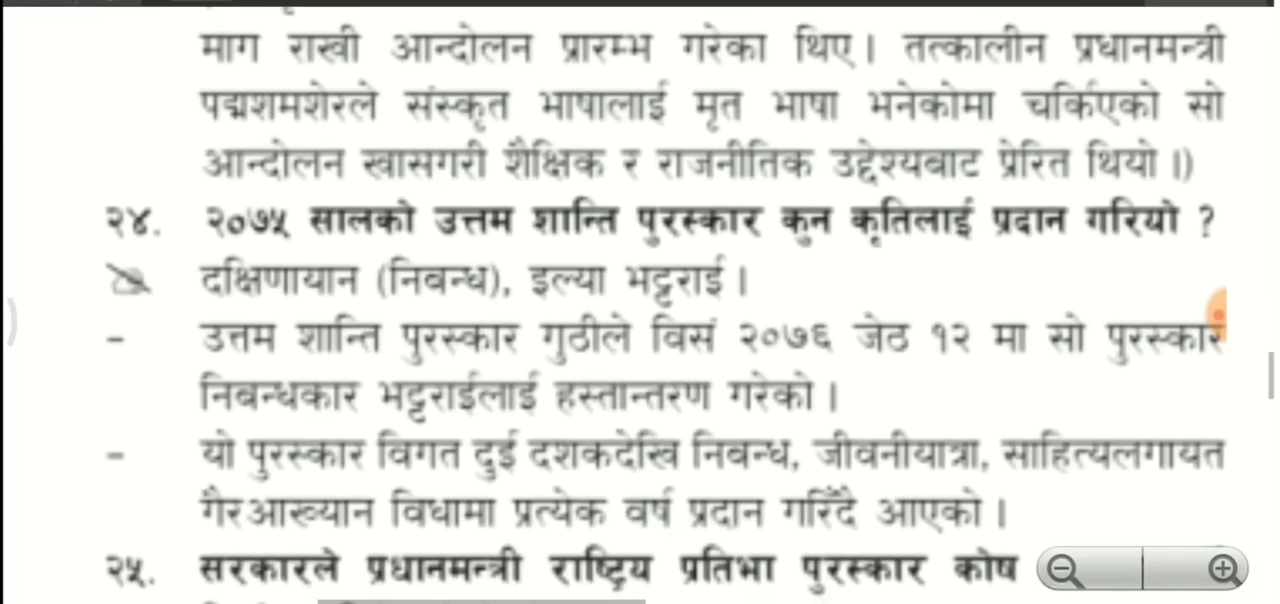 माग राखी आन्दोलन प्रारम्भ गरेका थिए। तत्कालीन प्रधानमन्त्री
पद्मशमशेरले संस्कृत भाषालाई मृत भाषा भनेकोमा चर्किएको सो
आन्दोलन खासगरी शैक्षिक र राजनीतिक उद्देश्यबाट प्रेरित थियो।)
२४. २०७५ सालको उत्तम शान्ति पुरस्कार कुन कृतिलाई प्रदान गरियो ?
दक्षिणायान (निबन्ध), इल्या भट्टराई।
- उत्तम शान्ति पुरस्कार गुठीले विसं २०७६ जेठ १२ मा सो पुरस्कार
निबन्धकार भट्टराईलाई हस्तान्तरण गरेको।
- यो पुरस्कार विगत दुई दशकदेखि निबन्ध, जीवनीयात्रा, साहित्यलगायत
गैरआख्यान विधामा प्रत्येक वर्ष प्रदान गरिँदै आएको।
२५. सरकारले प्रधानमन्त्री राष्ट्रिय प्रतिभा पुरस्कार कोष